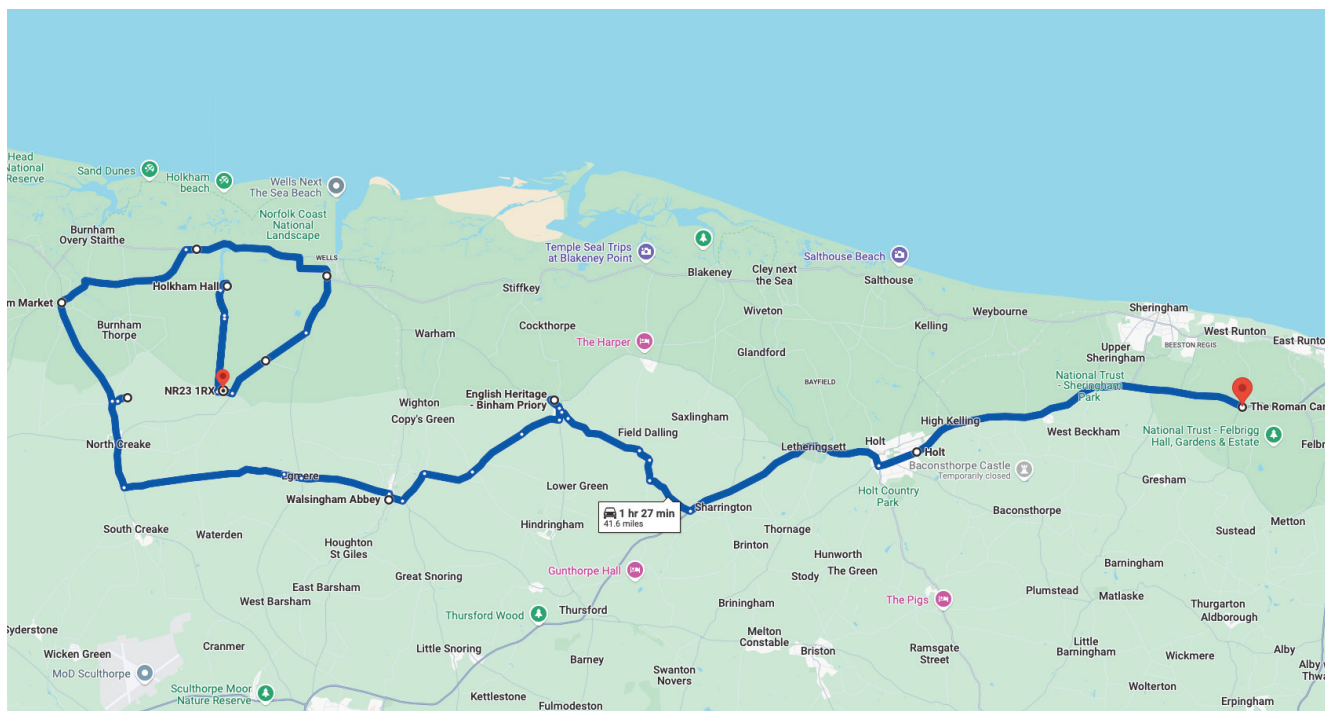 Head
National
Reserve
Sand Dunes
Holkham
beach
Wells Next
The Sea Beach
Norfolk Coast
National
Landscape
Burnham
Overy Staithe
WELLS
Holkham Hall
m Market
Burnham
Thorpe
NR23 1RX
North Creake
Egmere
Walsingham Abbey
South Creake
Waterden
Houghton
St Giles
East Barsham
West Barsham
Great Snoring
Syderstone
Wicken Green
Cranmer
MoD Sculthorpe
Sculthorpe Moor
Nature Reserve
Little Snoring
Kettlestone
Fulmodeston
Thursford Wood
Thursford
Barney
Swanton
Novers
Temple Seal Trips
at Blakeney Point
Blakeney
Cley next
the Sea
Salthouse Beach
Salthouse
Stiffkey
Warham
Cockthorpe
Wiveton
The Harper
Glandford
Kelling
Weybourne
Sheringham
West Runton
BEESTON REGIS
East Runto
Upper
Sheringham
National Trust
- Sheringham
Park
BAYFIELD
Wighton
Copy's Green
English Heritage
- Binham Priory
Saxlingham
Field Dalling
Letheringsett
Holt
Holt
High Kelling
West Beckham
The Roman Car
National Trust - Felbrigg
Hall, Gardens & Estate
Felbr
Baconsthorpe Castle
Temporarily closed
Holt Country
Park
Gresham
Lower Green
Hindringham
1 hr 27 min
41.6 miles
Sharrington
Thornage
Brinton
Hunworth
Stody
The Green
Baconsthorpe
Metton
Sustead
Gunthorpe Hall
Briningham
Melton
Constable
Briston
The Pigs
Ramsgate
Street
Plumstead
Barningham
Matlaske
Thurgarton
Aldborough
Little
Barningham
Wickmere
Alby
Alby w
Thwa
Wolterton
Erpingham